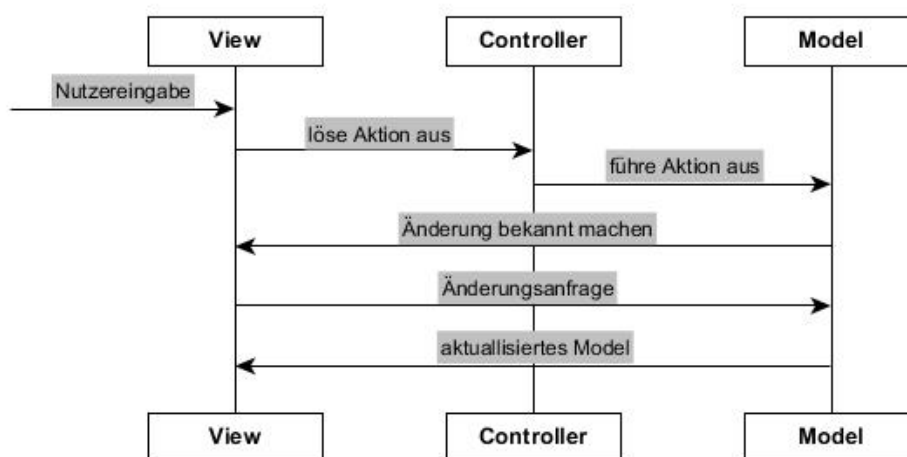 View Controller Model
Nutzereingabe
löse Aktion aus
führe Aktion aus
Änderung bekannt machen
Änderungsanfrage
aktuallisiertes Model
View Controller Model